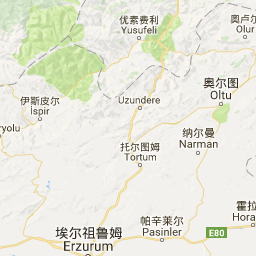 优素费利
Yusufeli
奥卢尔
Olur
奥尔图
Oltu
Uzundere
伊斯皮尔
İspir
ryolu
纳尔曼
Narman
托尔图姆
Tortum
霍拉
Hora
帕辛莱尔
Pasinler
E80
埃尔祖鲁姆
Erzurum